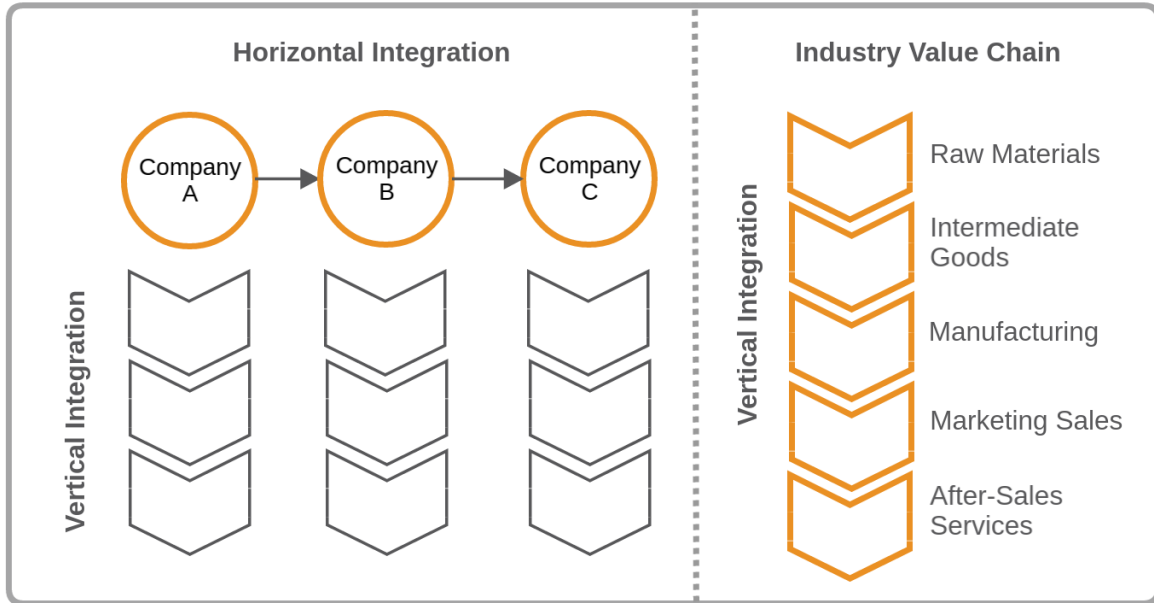 Horizontal Integration
Company
A
Company
B
Company
C
Vertical Integration
Industry Value Chain
Vertical Integration
Raw Materials
Intermediate
Goods
Manufacturing
Marketing Sales
After-Sales
Services